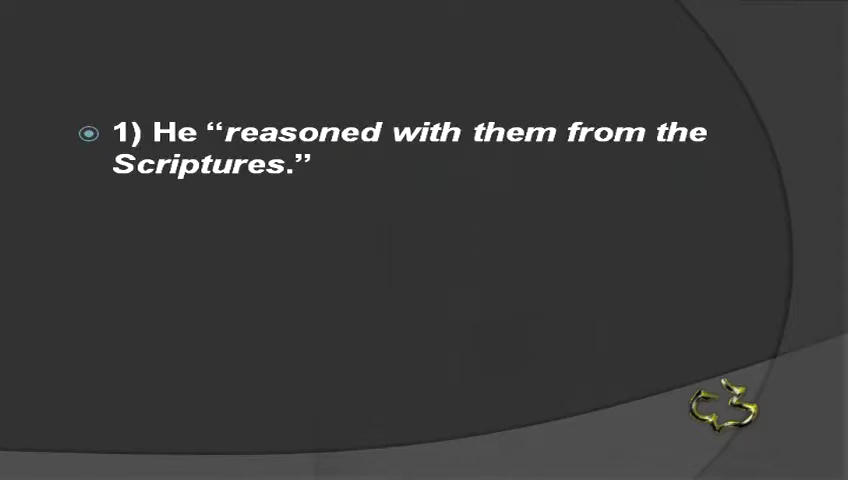 1) He “reasoned with them from the
Scriptures.”